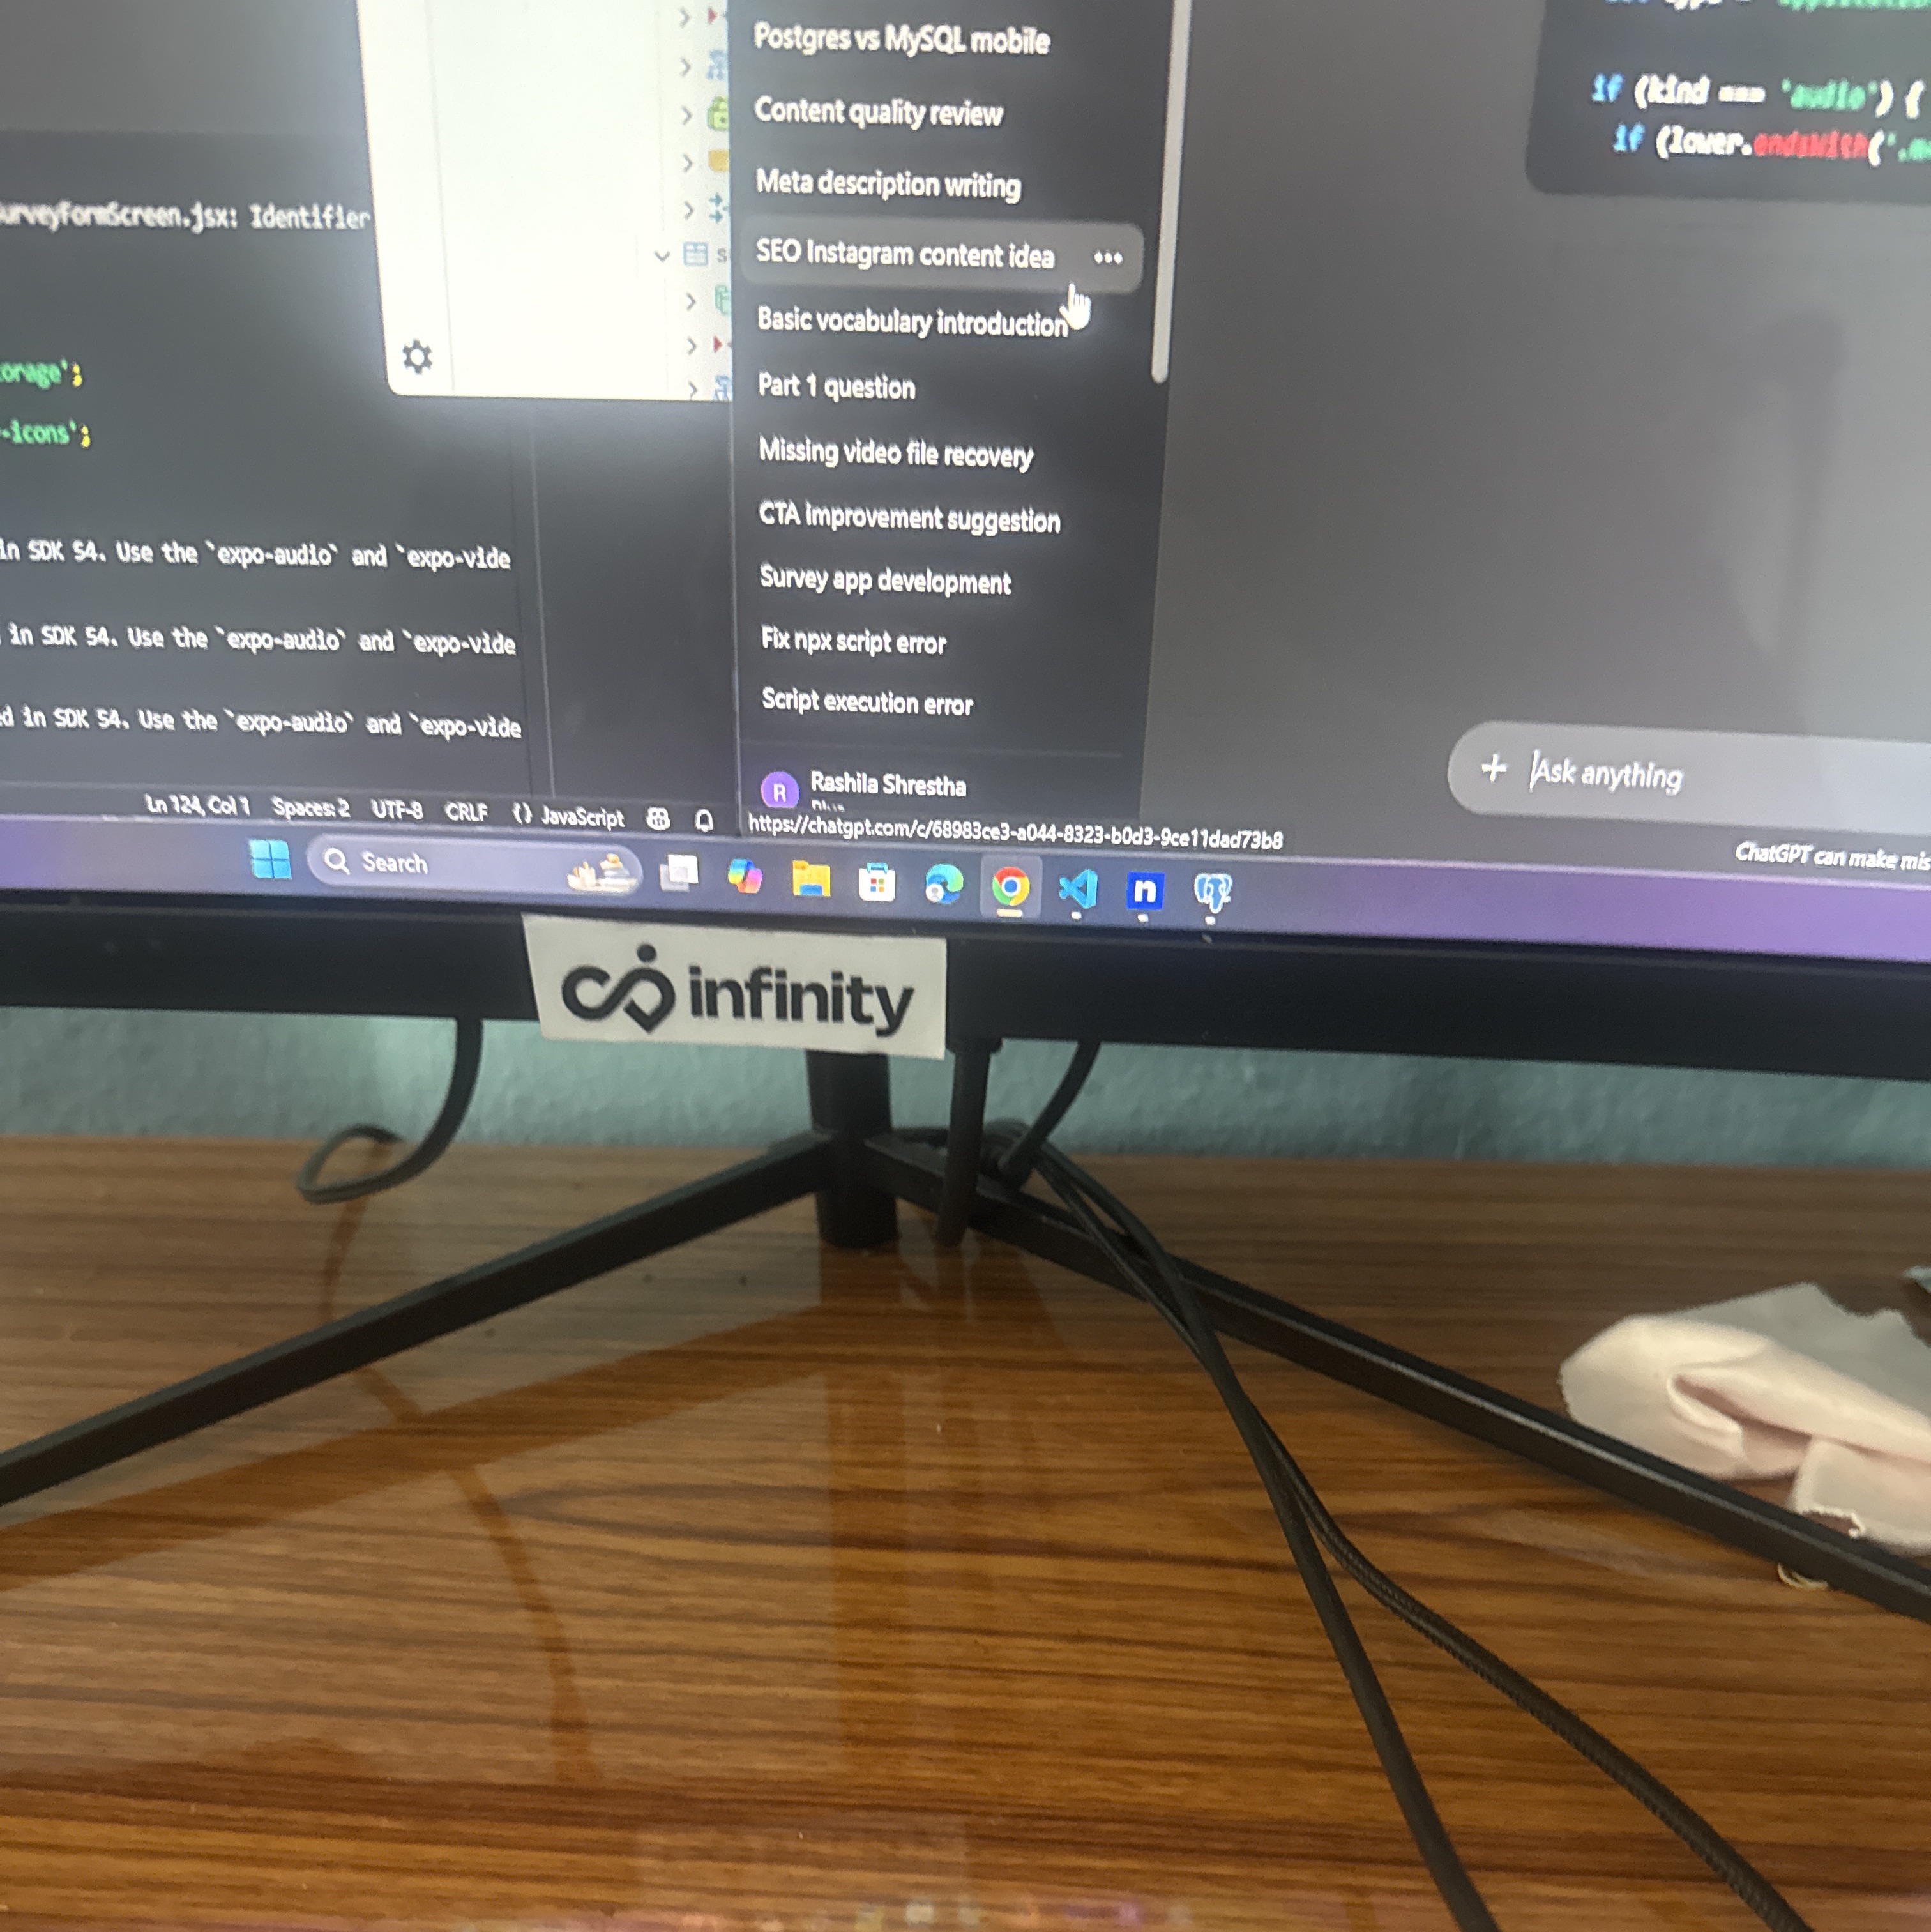 SurveyFormScreen.jsx: Identifier
orage';
-icons';
in SDK 54. Use the `expo-audio` and `expo-vide
in SDK 54. Use the `expo-audio` and `expo-vide
d in SDK 54. Use the `expo-audio` and `expo-vide
Ln 124, Col 1 Spaces: 2 UTF-8 CRLF {} JavaScript
Postgres vs MySQL mobile
Content quality review
Meta description writing
SEO Instagram content idea •••
Basic vocabulary introduction
Part 1 question
Missing video file recovery
CTA improvement suggestion
Survey app development
Fix npx script error
Script execution error
R Rashila Shrestha
https://chatgpt.com/c/68983ce3-a044-8323-b0d3-9ce11dad73b8
if (kind === 'audio') {
if (lower.endsWith('.m
+ Ask anything
ChatGPT can make mis
Search
n
infinity